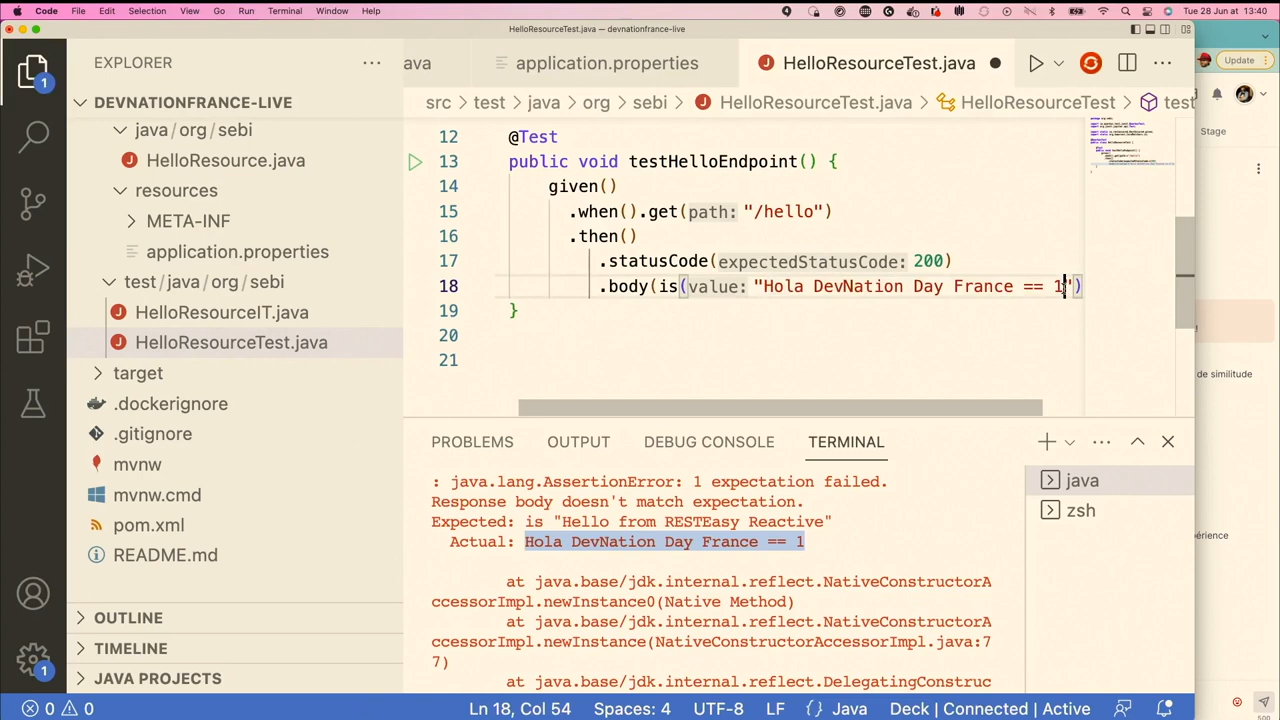 Code File Edit Selection View Go Run Terminal Window Help Tue 28 Jun at 13:40
HelloResourceTest.java — devnationfrance-live
Update
EXPLORER
DEVNATIONFRANCE-LIVE
java/org/sebi
HelloResource.java
resources
META-INF
application.properties
test/java/org/sebi
HelloResourceIT.java
HelloResourceTest.java
target
.dockerignore
.gitignore
mvnw
mvnw.cmd
pom.xml
README.md
OUTLINE
TIMELINE
JAVA PROJECTS
1
1
ava application.properties HelloResourceTest.java
src > test > java > org > sebi > HelloResourceTest.java > HelloResourceTest > test
12 @Test
13 public void testHelloEndpoint() {
14 given()
15 .when().get(path: "/hello")
16 .then()
17 .statusCode(expectedStatusCode: 200)
18 .body(is(value: "Hola DevNation Day France == 1")
19 }
20
21
PROBLEMS OUTPUT DEBUG CONSOLE TERMINAL
: java.lang.AssertionError: 1 expectation failed.
Response body doesn't match expectation.
Expected: is "Hello from RESTEasy Reactive"
Actual: Hola DevNation Day France == 1
at java.base/jdk.internal.reflect.NativeConstructorA
ccessorImpl.newInstance0(Native Method)
at java.base/jdk.internal.reflect.NativeConstructorA
ccessorImpl.newInstance(NativeConstructorAccessorImpl.java:7
7)
at java.base/jdk.internal.reflect.DelegatingConstruc
java
zsh
Stage
de similitude
périence
0 0 Ln 18, Col 54 Spaces: 4 UTF-8 LF {} Java Deck | Connected | Active
500